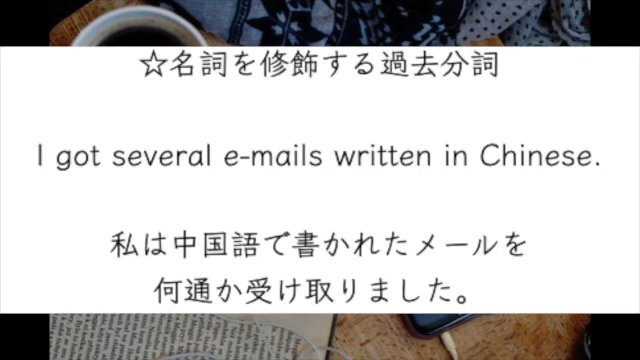 ☆名詞を修飾する過去分詞
I got several e-mails written in Chinese.
私は中国語で書かれたメールを
何通か受け取りました。